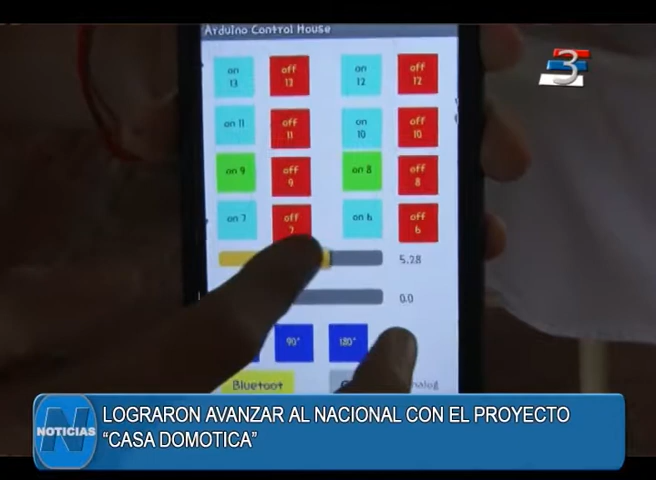 Arduino Control House
on 13 off 13 on 12 off 12
on 11 off 11 on 10 off 10
on 9 off 9 on 8 off 8
on 7 off 7 on 6 off 6
5.28
0.0
90° 180°
Bluetoot
3
NOTICIAS
LOGRARON AVANZAR AL NACIONAL CON EL PROYECTO
“CASA DOMOTICA”